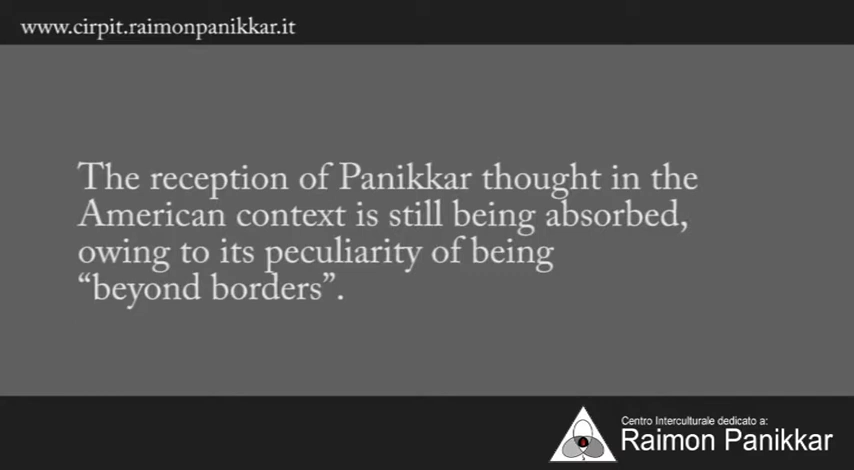 www.cirpit.raimonpanikkar.it
The reception of Panikkar thought in the
American context is still being absorbed,
owing to its peculiarity of being
“beyond borders”.
Centro Interculturale dedicato a:
Raimon Panikkar